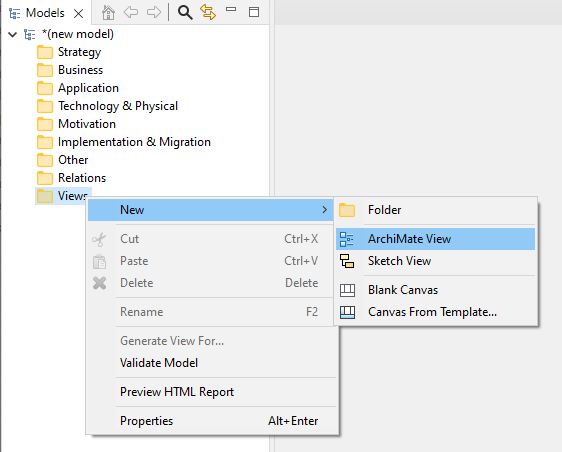 Models
*(new model)
Strategy
Business
Application
Technology & Physical
Motivation
Implementation & Migration
Other
Relations
Views
New
Cut Ctrl+X
Paste Ctrl+V
Delete Delete
Rename F2
Generate View For...
Validate Model
Preview HTML Report
Properties Alt+Enter
Folder
ArchiMate View
Sketch View
Blank Canvas
Canvas From Template...